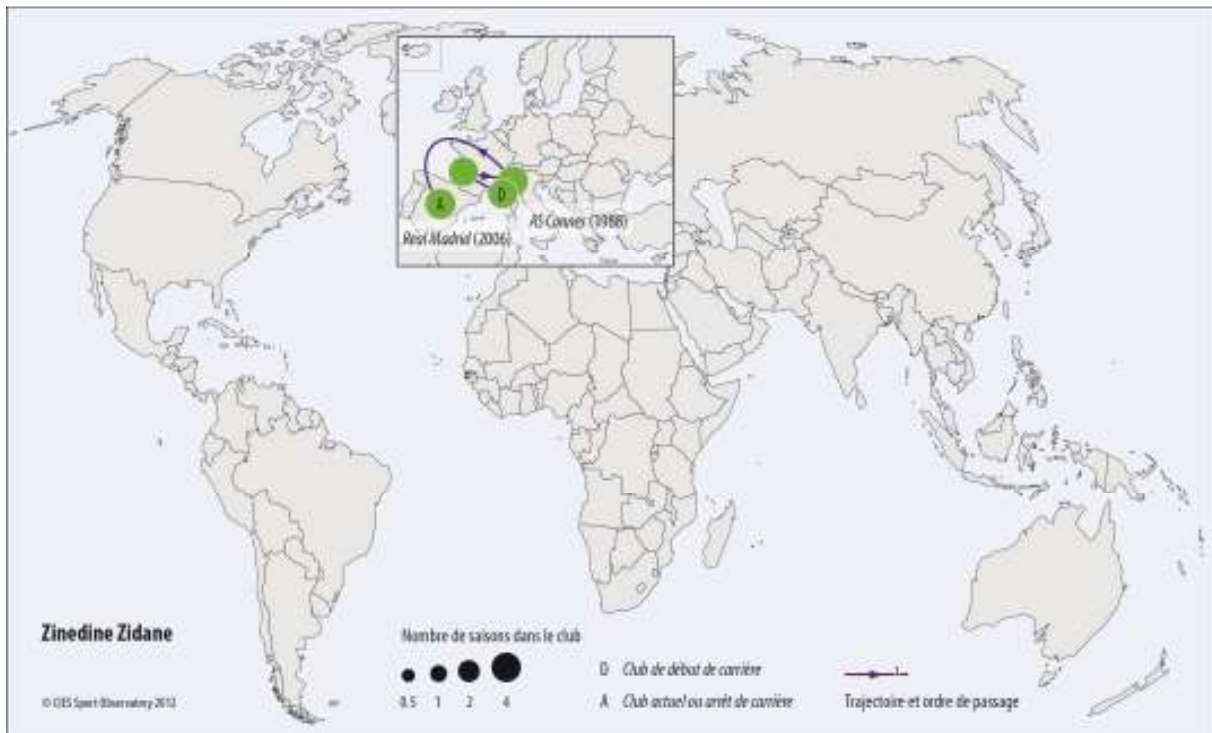 D
A
AS Cannes (1988)
Real Madrid (2006)
Zinedine Zidane
Nombre de saisons dans le club
0.5 1 2 4
D Club de début de carrière
A Club actuel ou arrêt de carrière
1
Trajectoire et ordre de passage
© CIES Sport Observatory 2012